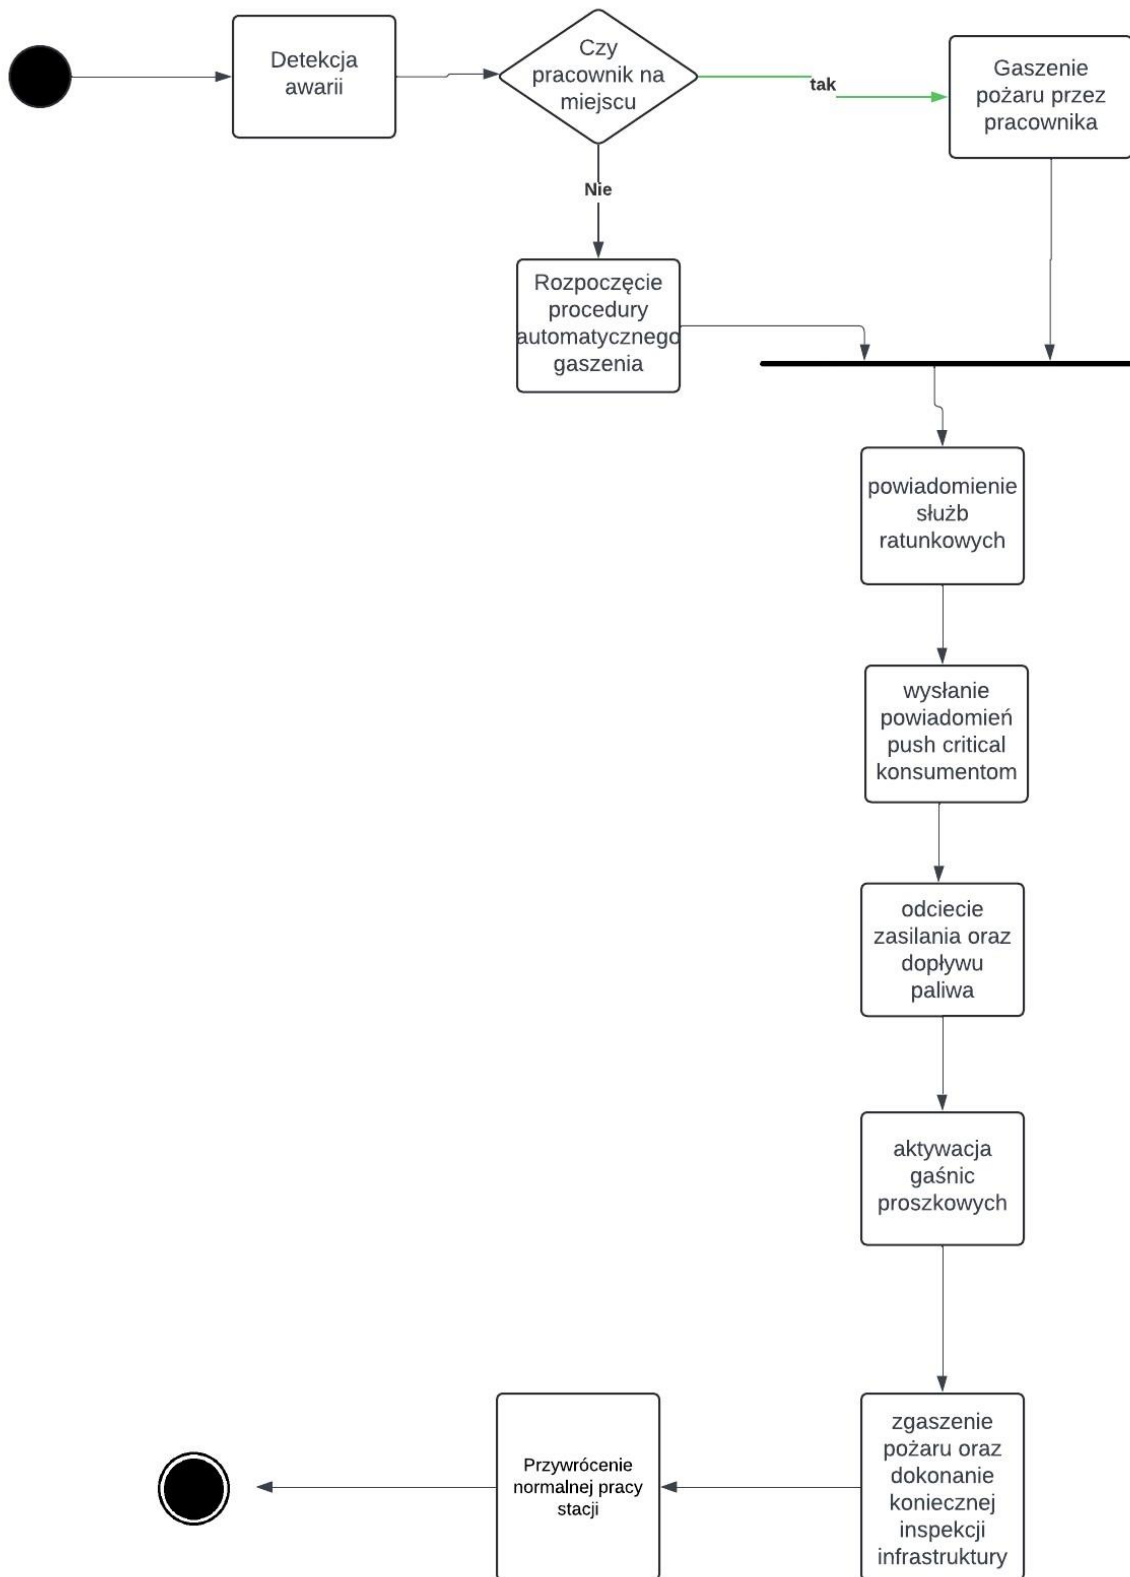 Detekcja
awarii
Czy
pracownik na
miejscu
tak
Gaszenie
pożaru przez
pracownika
Nie
Rozpoczęcie
procedury
automatycznego
gaszenia
powiadomienie
służb
ratunkowych
wysłanie
powiadomień
push critical
konsumentom
odciecie
zasilania oraz
dopływu
paliwa
aktywacja
gaśnic
proszkowych
zgaszenie
pożaru oraz
dokonanie
koniecznej
inspekcji
infrastruktury
Przywrócenie
normalnej pracy
stacji